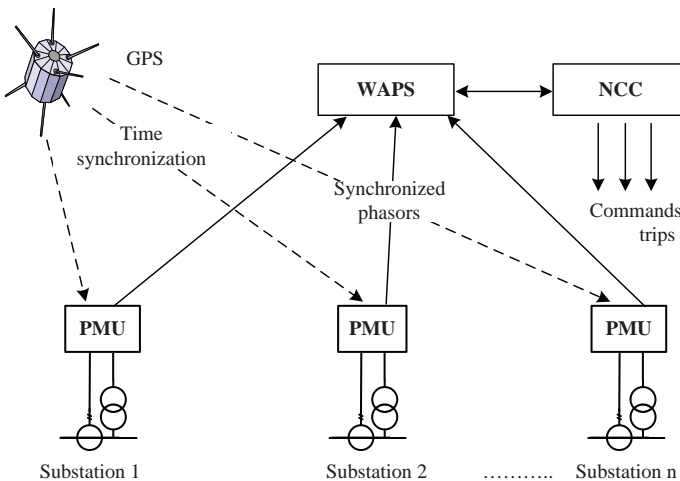 GPS
WAPS
NCC
Time
synchronization
Synchronized
phasors
Commands
trips
PMU
PMU
PMU
Substation 1
Substation 2
………..
Substation n